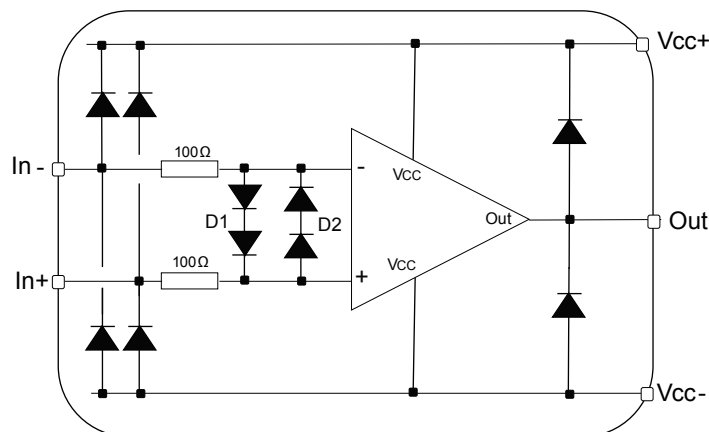 Vcc+
In -
100Ω
-
Vcc
D1
D2
Out
Out
In+
100Ω
+
Vcc
Vcc-